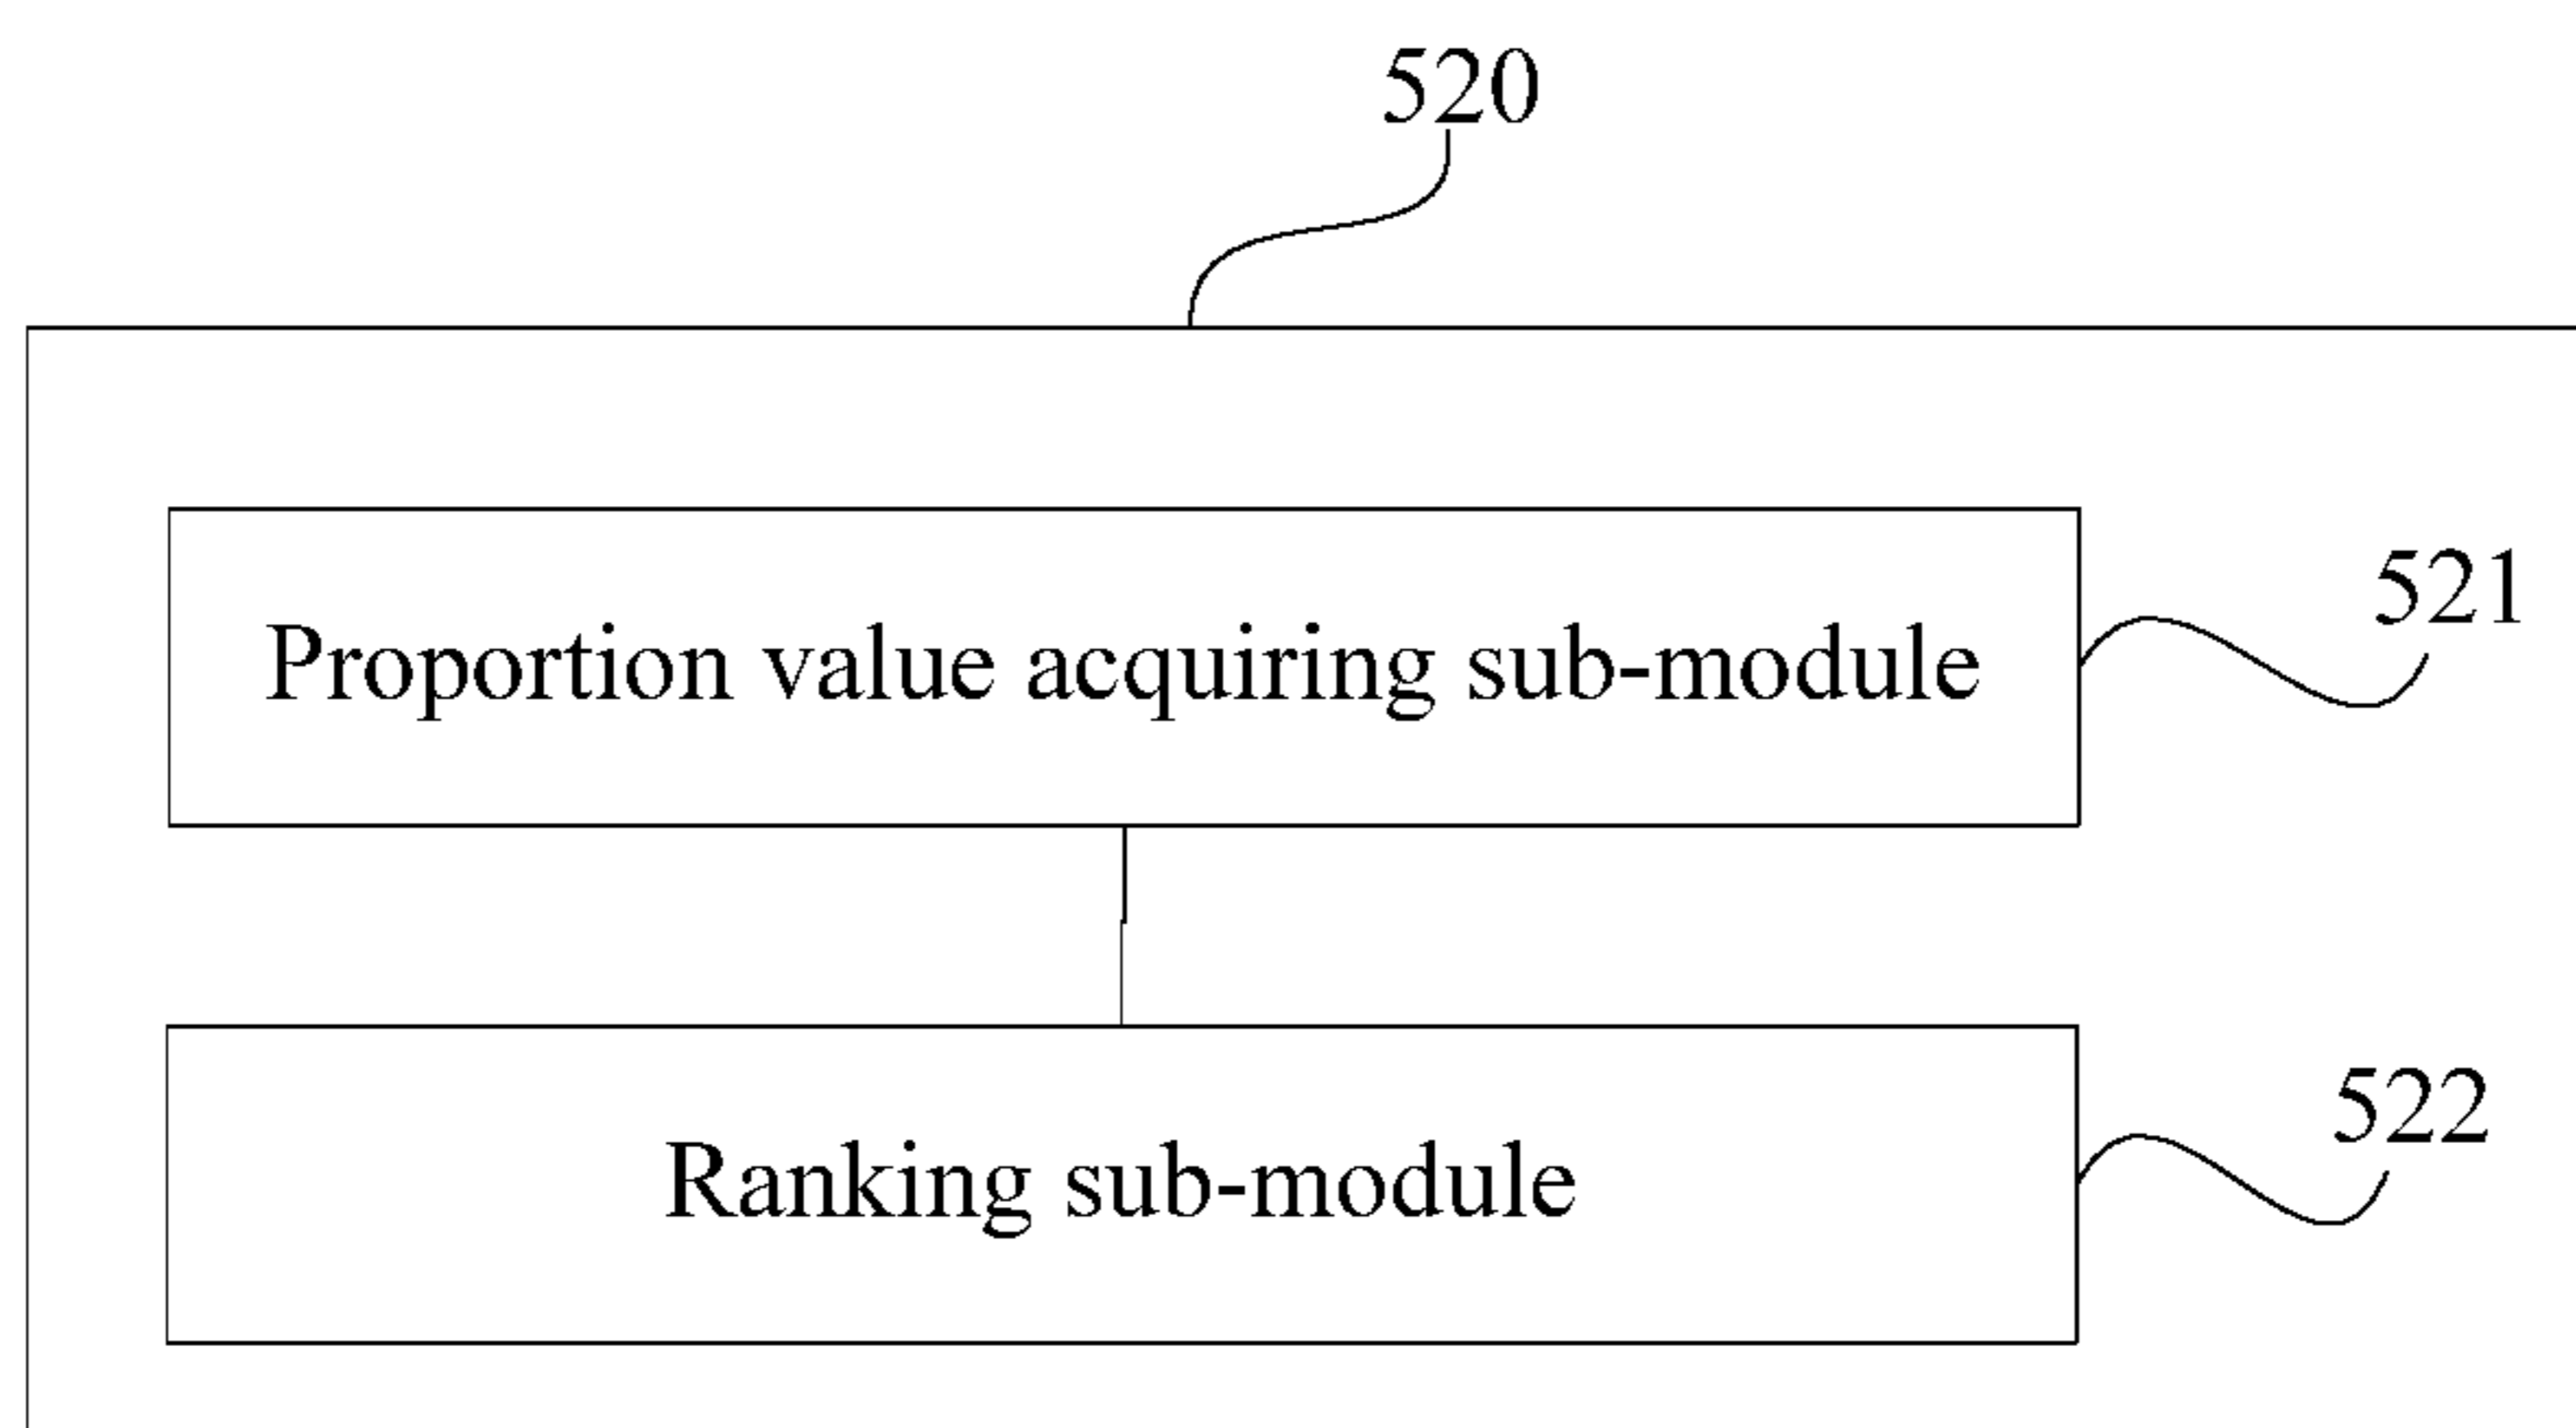 520
Proportion value acquiring sub-module
521
Ranking sub-module
522